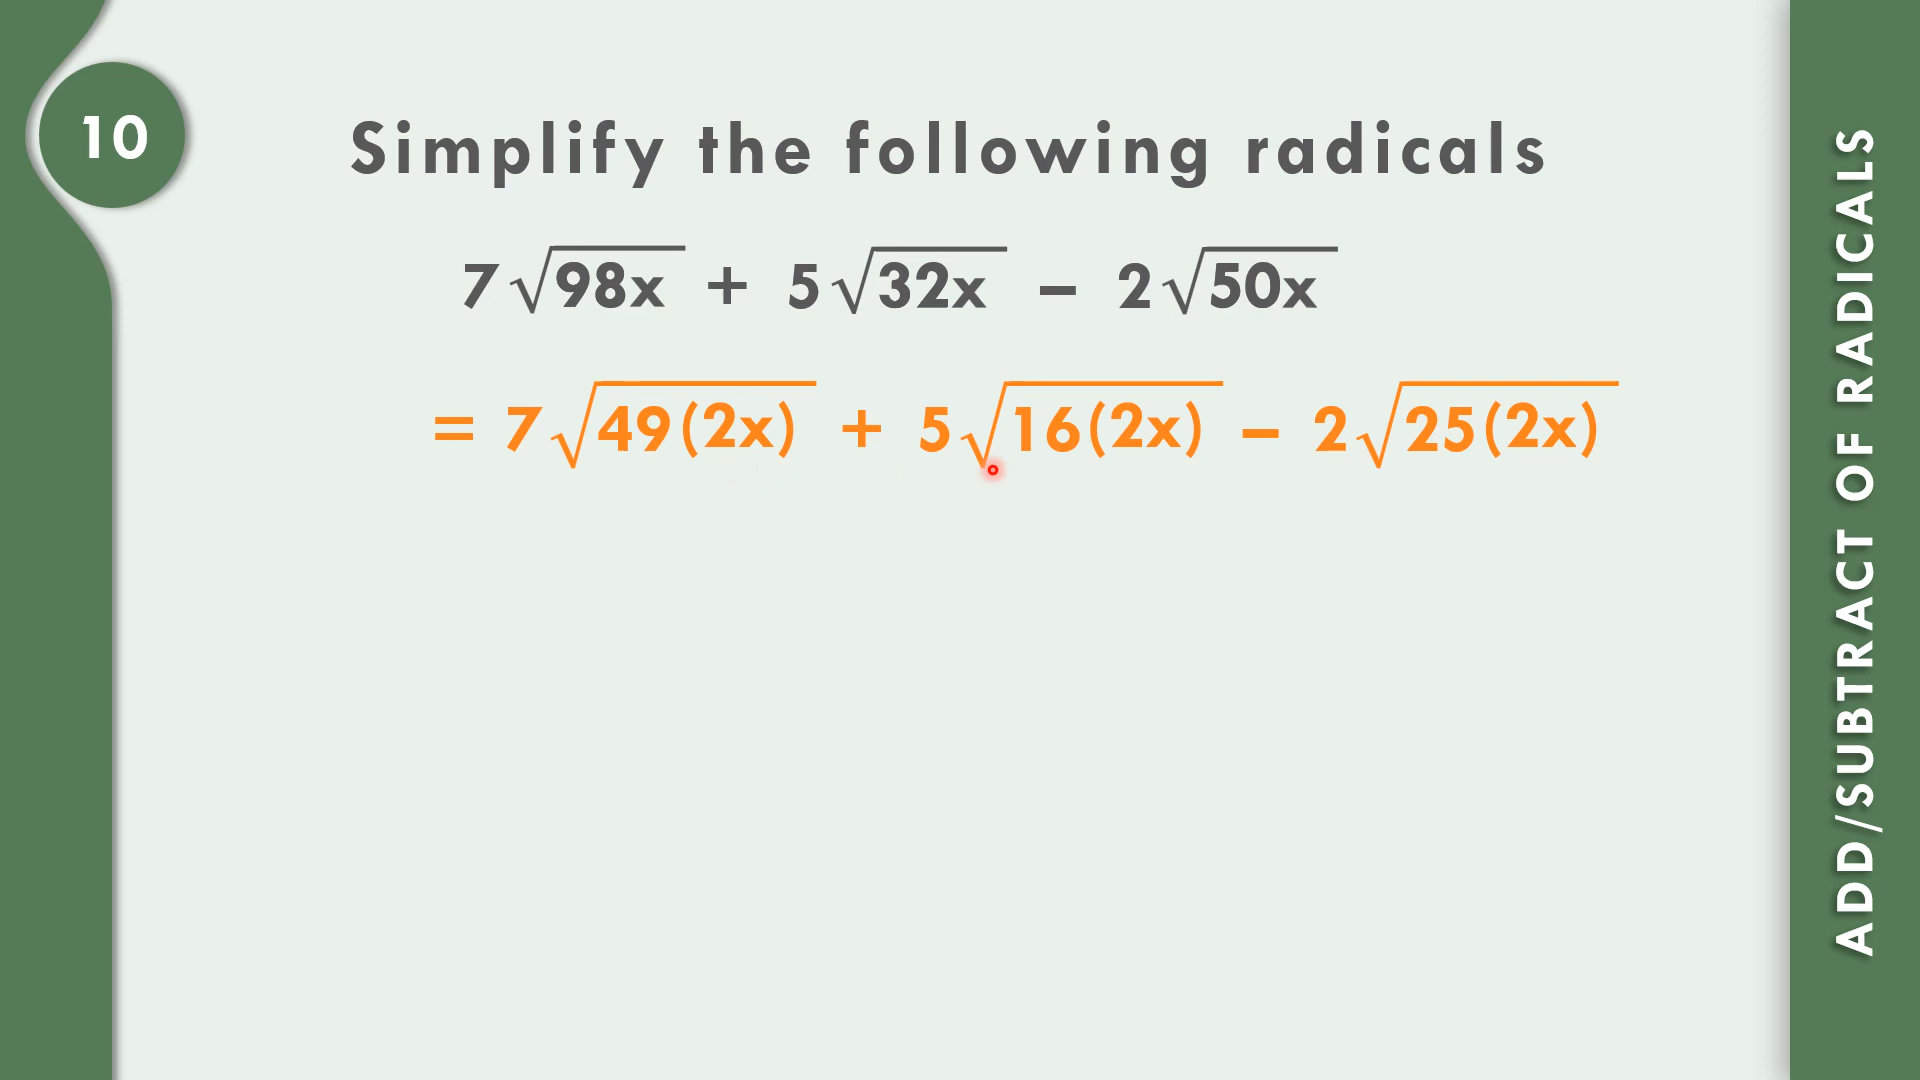 10
Simplify the following radicals
7√98x + 5√32x – 2√50x
= 7√49(2x) + 5√16(2x) – 2√25(2x)
ADD/SUBTRACT OF RADICALS